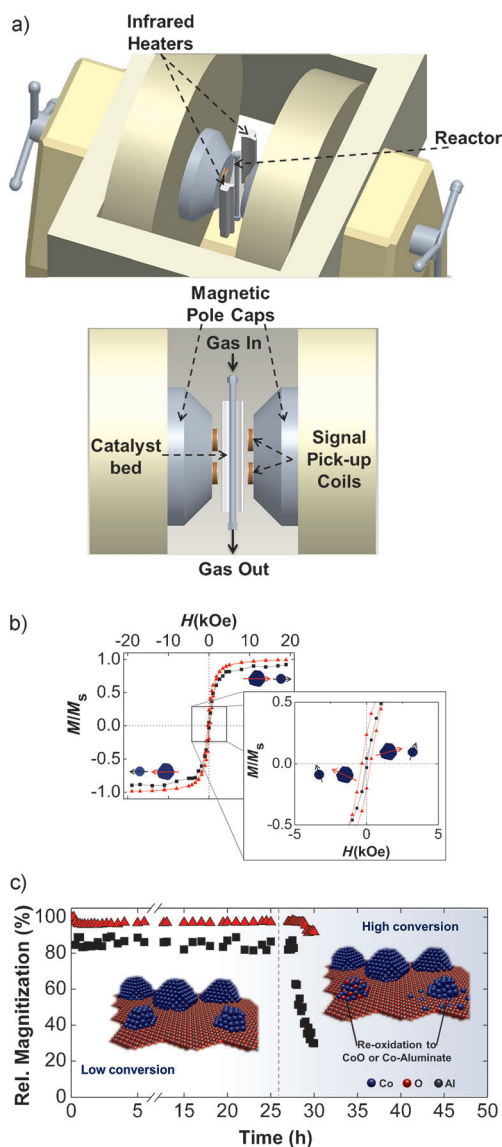 a)
Infrared
Heaters
Reactor
Magnetic
Pole Caps
Gas In
Catalyst
bed
Signal
Pick-up
Coils
Gas Out
b)
H(kOe)
-20 -10 0 10 20
M/Ms
1.0
0.5
0.0
-0.5
-1.0
M/Ms
0.5
0.0
-0.5
-5 0 5
H(kOe)
c)
Rel. Magnitization (%)
100
80
60
40
20
0
High conversion
Low conversion
Re-oxidation to
CoO or Co-Aluminate
Co O Al
0 5 15 20 25 30 35 40 45 50
Time (h)